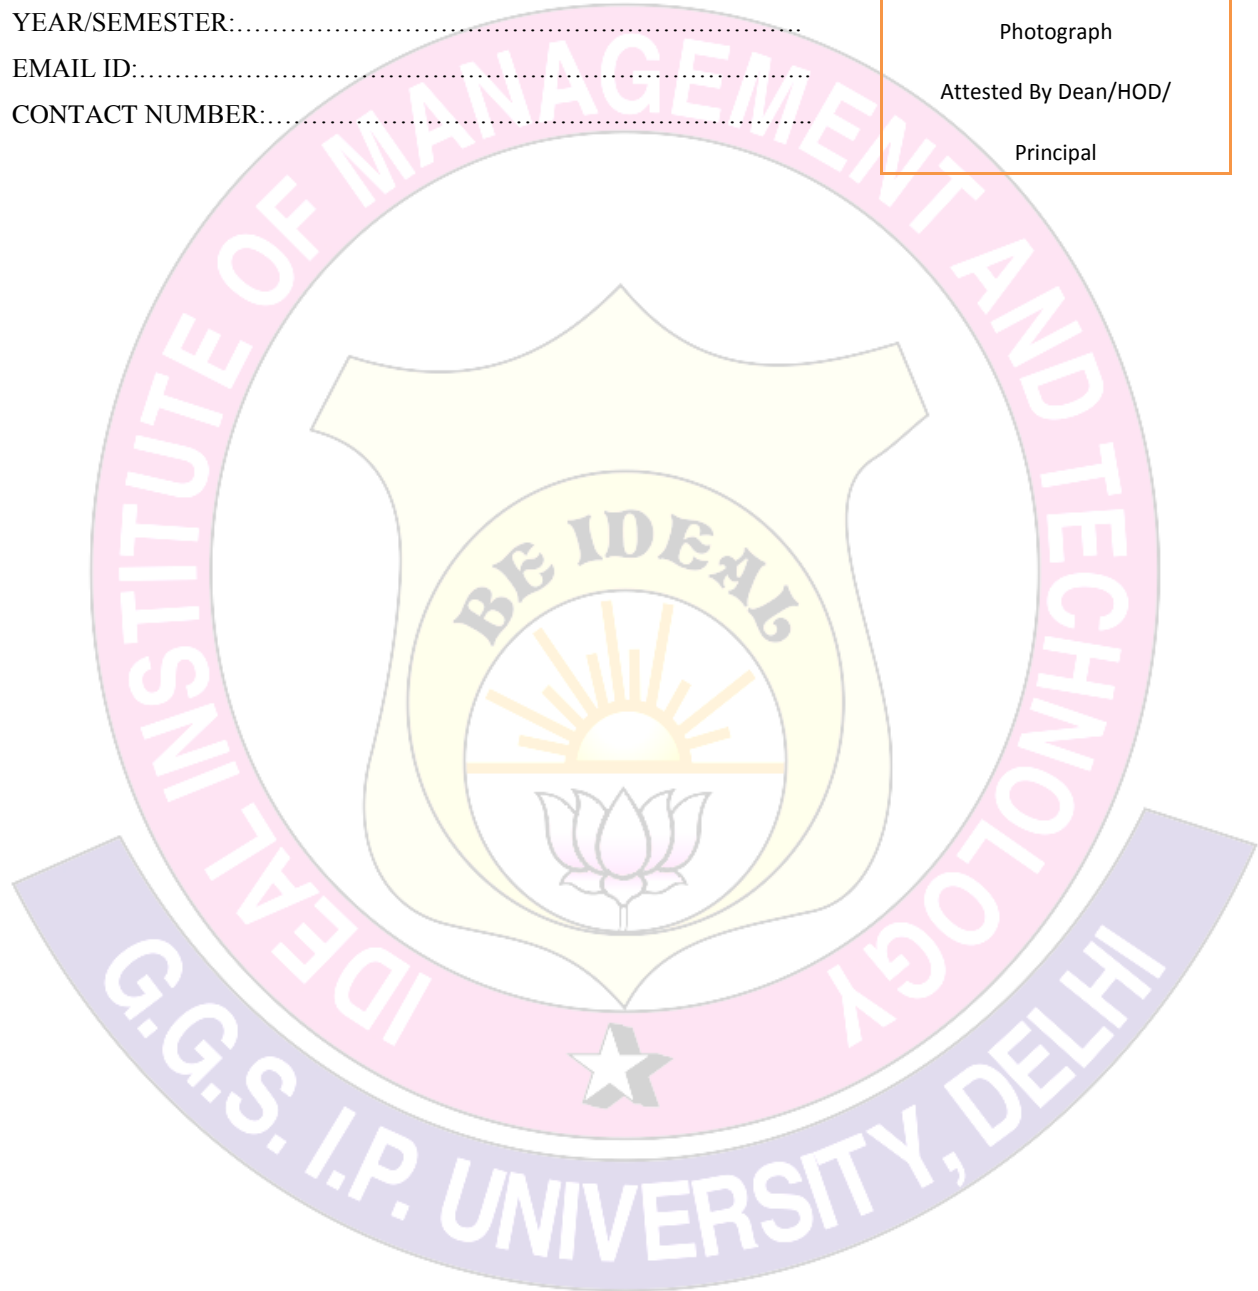 YEAR/SEMESTER:……………………………………………………………….
EMAIL ID:…………………………………………………………………………….
CONTACT NUMBER:……………………………………………………………..
Photograph
Attested By Dean/HOD/
Principal
IDEAL INSTITUTE OF MANAGEMENT AND TECHNOLOGY
BE IDEAL
G.G.S. I.P. UNIVERSITY, DELHI